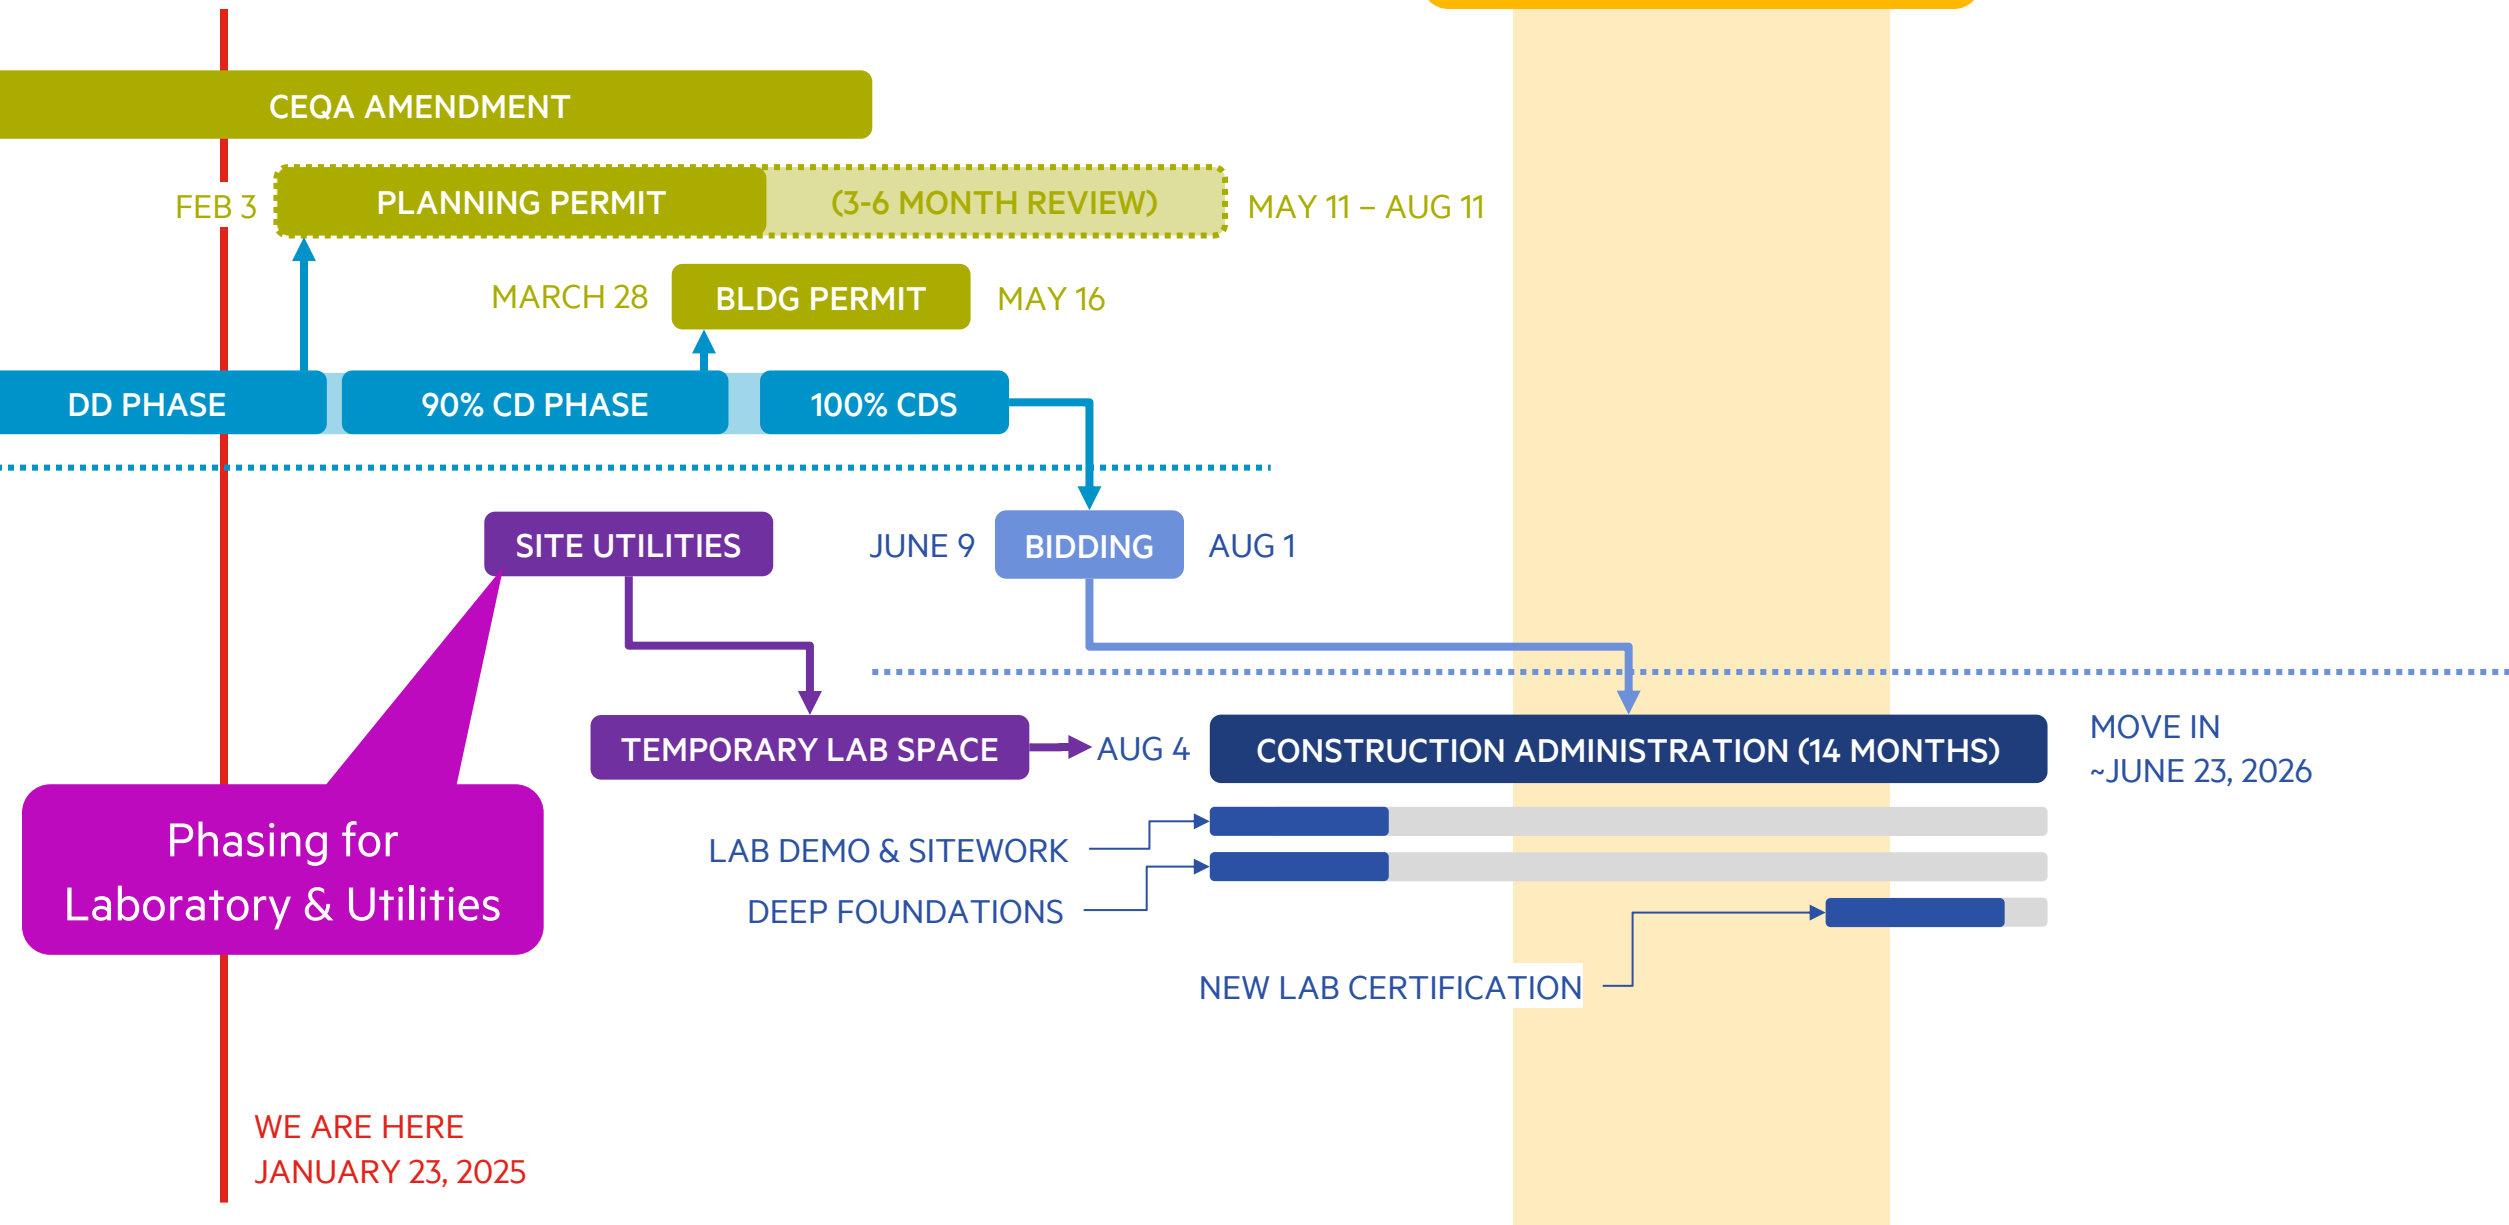 CEQA AMENDMENT
FEB 3
PLANNING PERMIT
(3-6 MONTH REVIEW)
MAY 11 – AUG 11
MARCH 28
BLDG PERMIT
MAY 16
DD PHASE
90% CD PHASE
100% CDS
SITE UTILITIES
JUNE 9
BIDDING
AUG 1
TEMPORARY LAB SPACE
AUG 4
CONSTRUCTION ADMINISTRATION (14 MONTHS)
MOVE IN
~JUNE 23, 2026
Phasing for
Laboratory & Utilities
LAB DEMO & SITEWORK
DEEP FOUNDATIONS
NEW LAB CERTIFICATION
WE ARE HERE
JANUARY 23, 2025